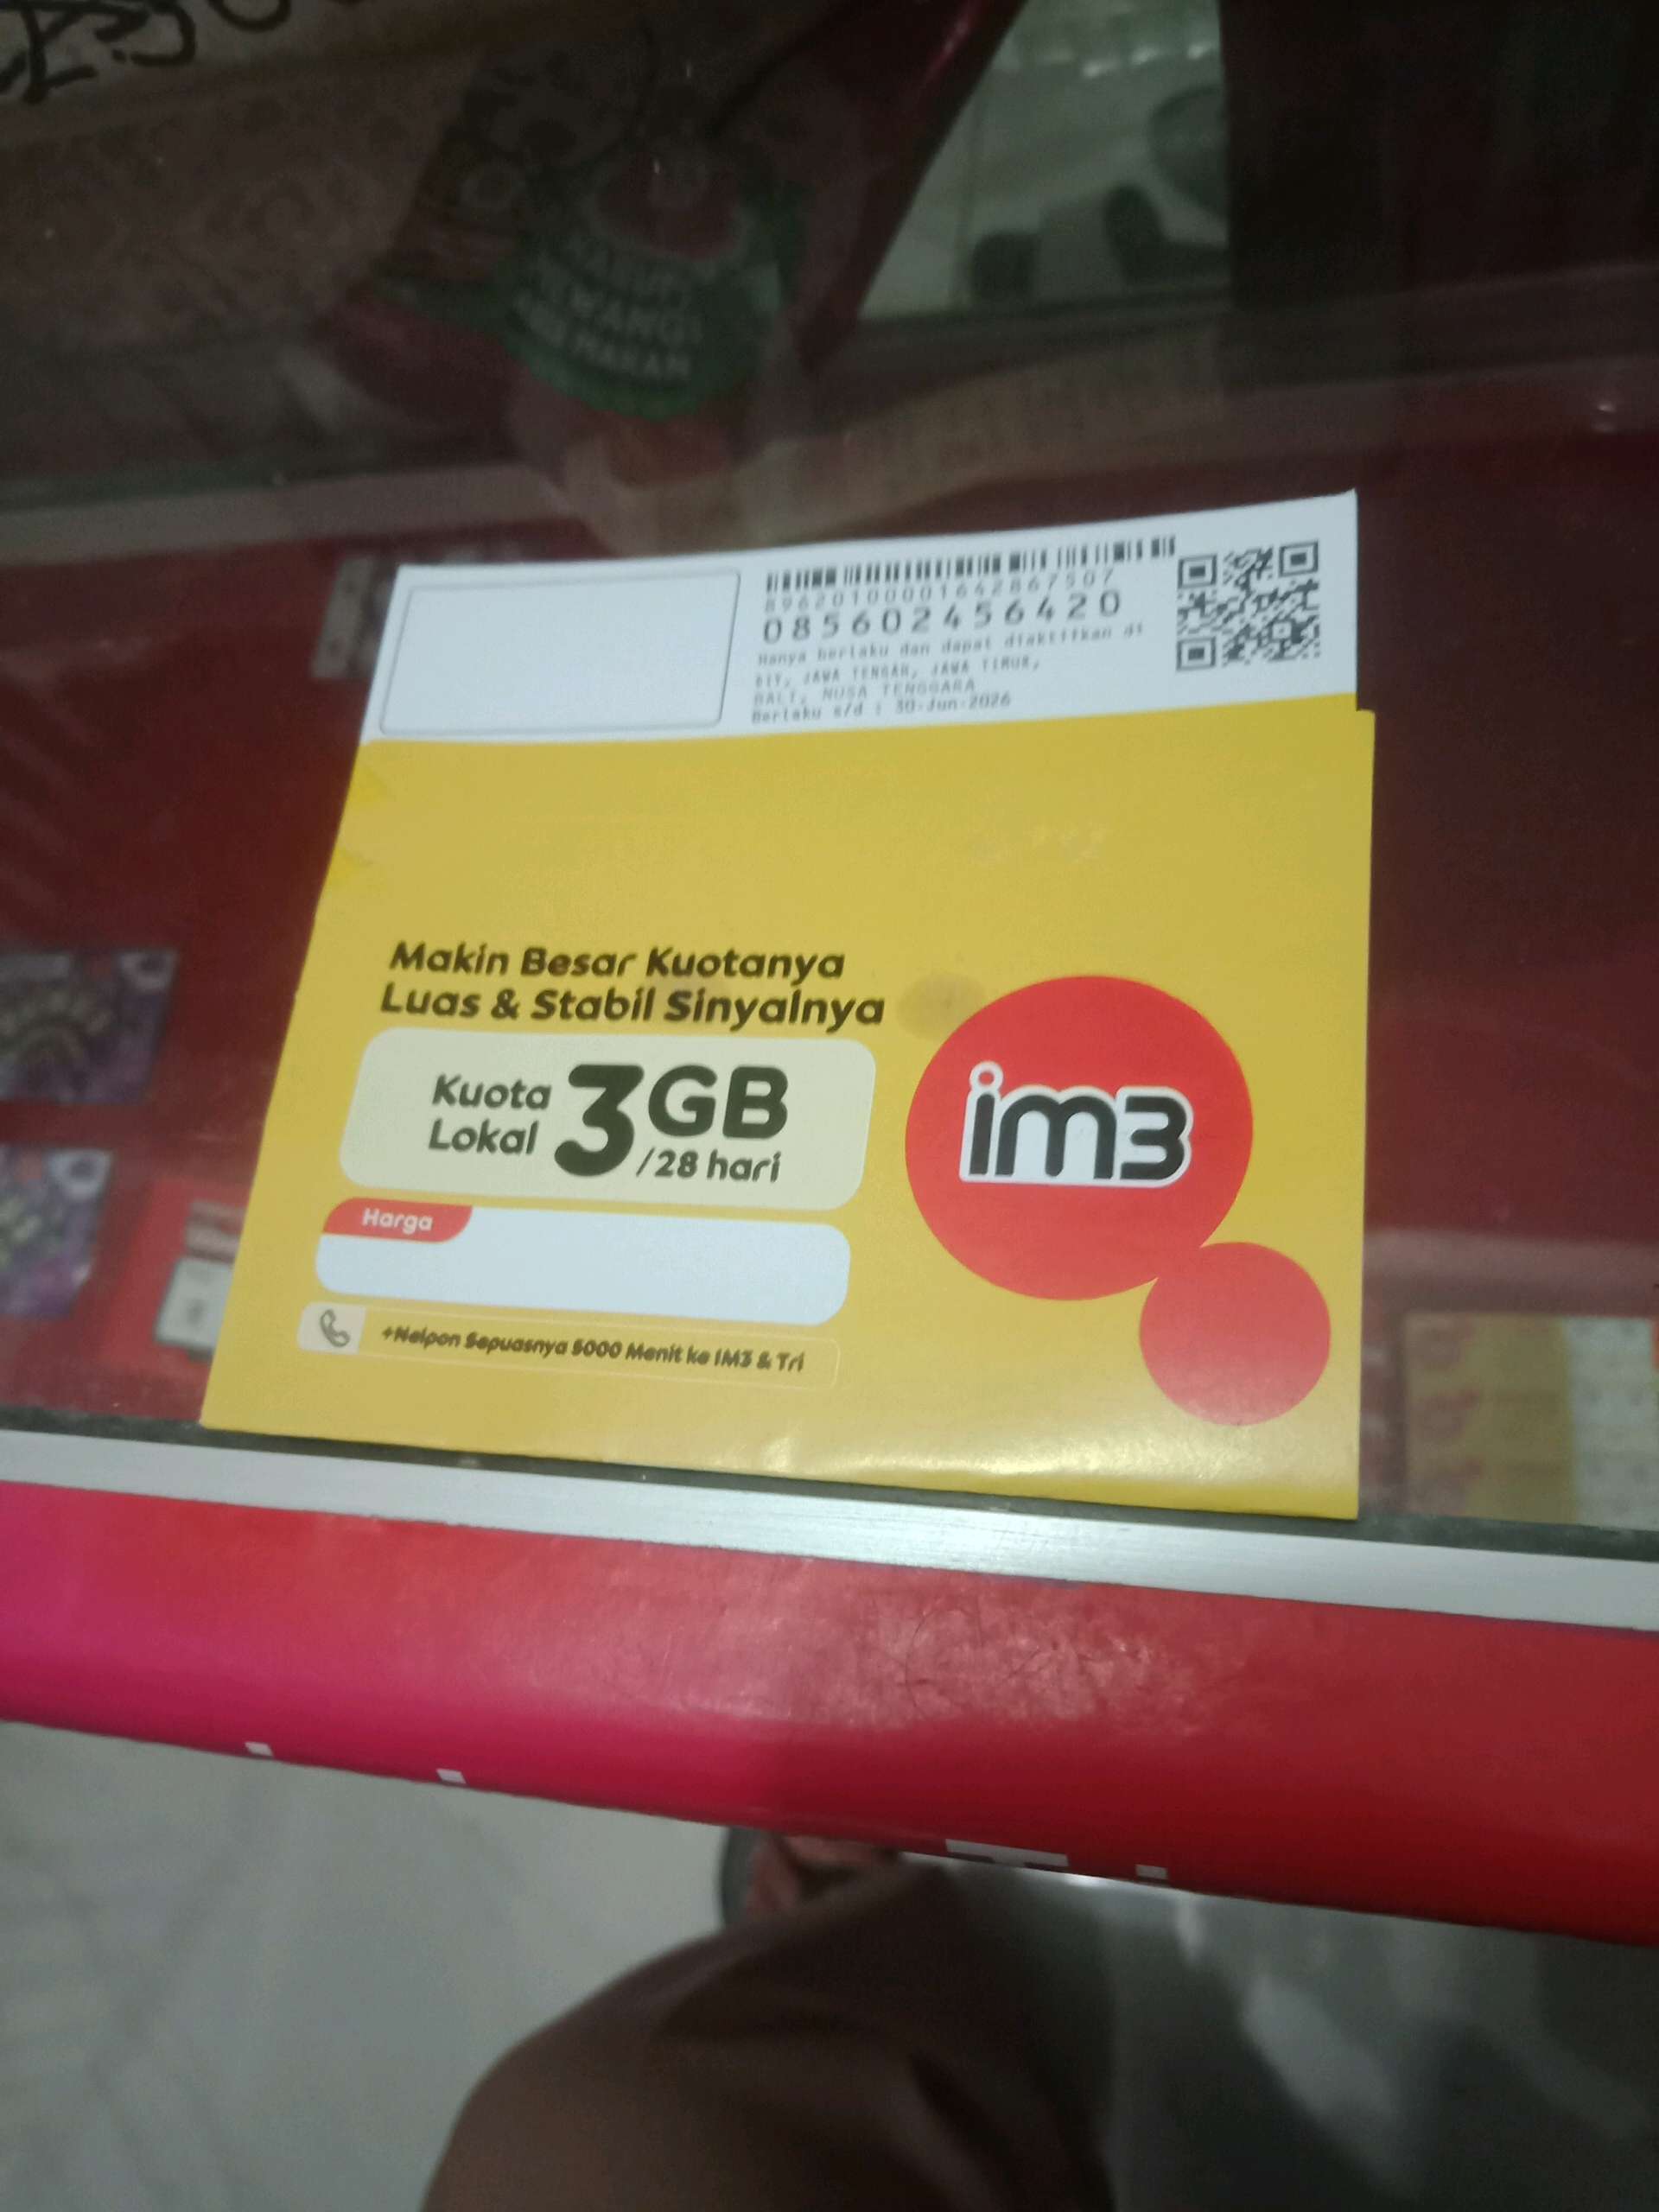 89620100001642867507
085602456420
Hanya berlaku dan dapat diaktifkan di
DIY, JAWA TENGAH, JAWA TIMUR,
BALI, NUSA TENGGARA
Berlaku s/d : 30-Jun-2026
Makin Besar Kuotanya
Luas & Stabil Sinyalnya
Kuota
Lokal
3GB
/28 hari
im3
Harga
+Nelpon Sepuasnya 5000 Menit ke IM3 & Tri